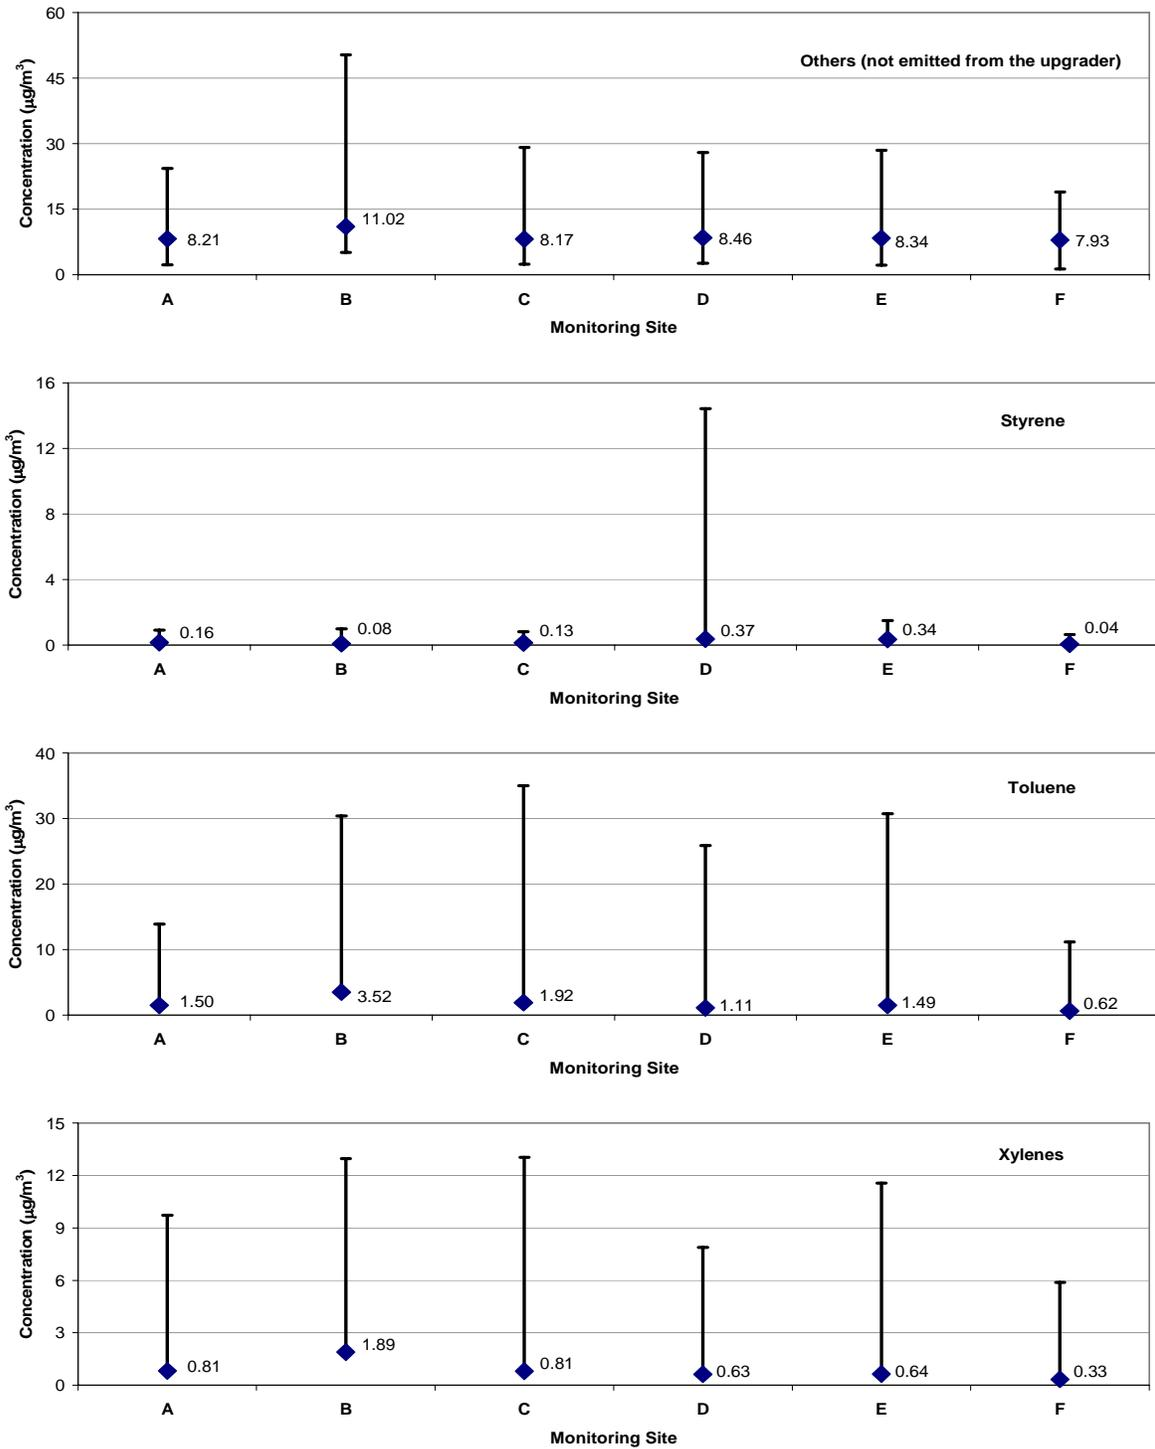 60
45
30
15
0
Concentration (µg/m³)
Others (not emitted from the upgrader)
8.21
11.02
8.17
8.46
8.34
7.93
A B C D E F
Monitoring Site
16
12
8
4
0
Concentration (µg/m³)
Styrene
0.16
0.08
0.13
0.37
0.34
0.04
A B C D E F
Monitoring Site
40
30
20
10
0
Concentration (µg/m³)
Toluene
1.50
3.52
1.92
1.11
1.49
0.62
A B C D E F
Monitoring Site
15
12
9
6
3
0
Concentration (µg/m³)
Xylenes
0.81
1.89
0.81
0.63
0.64
0.33
A B C D E F
Monitoring Site